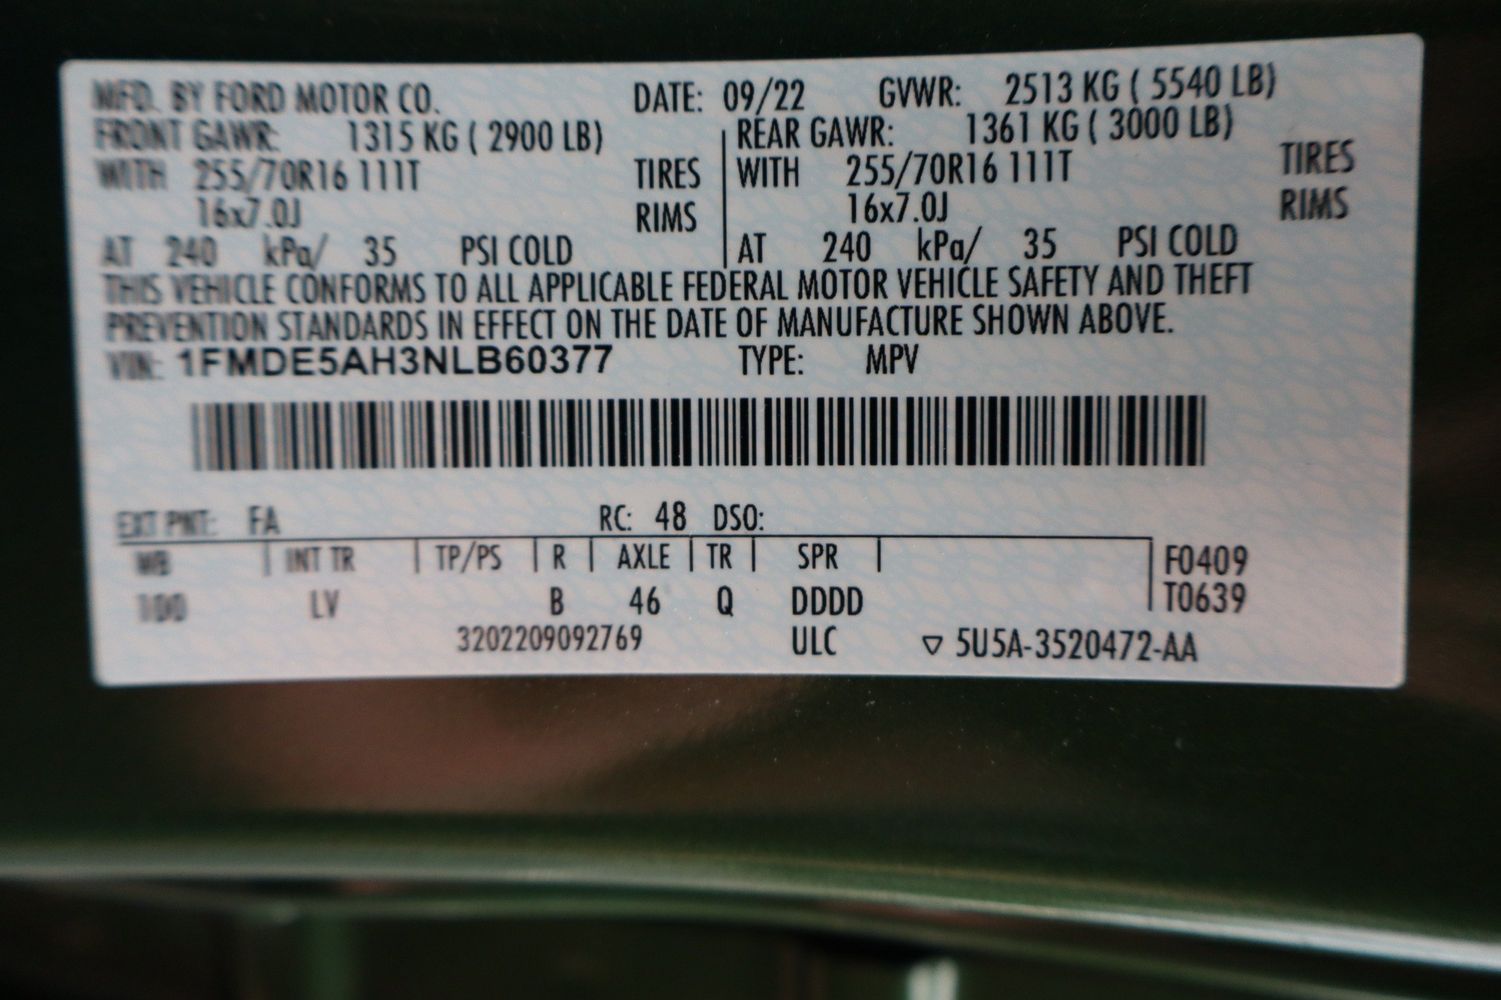 MFD. BY FORD MOTOR CO. DATE: 09/22 GVWR: 2513 KG ( 5540 LB)
FRONT GAWR: 1315 KG ( 2900 LB) REAR GAWR: 1361 KG ( 3000 LB)
WITH 255/70R16 111T TIRES WITH 255/70R16 111T TIRES
16x7.0J RIMS 16x7.0J RIMS
AT 240 kPa/ 35 PSI COLD AT 240 kPa/ 35 PSI COLD
THIS VEHICLE CONFORMS TO ALL APPLICABLE FEDERAL MOTOR VEHICLE SAFETY AND THEFT
PREVENTION STANDARDS IN EFFECT ON THE DATE OF MANUFACTURE SHOWN ABOVE.
VIN: 1FMDE5AH3NLB60377 TYPE: MPV
EXT PNT: FA RC: 48 DSO:
WB INT TR TP/PS R AXLE TR SPR F0409
100 LV B 46 Q DDDD T0639
3202209092769 ULC ▽ 5U5A-3520472-AA